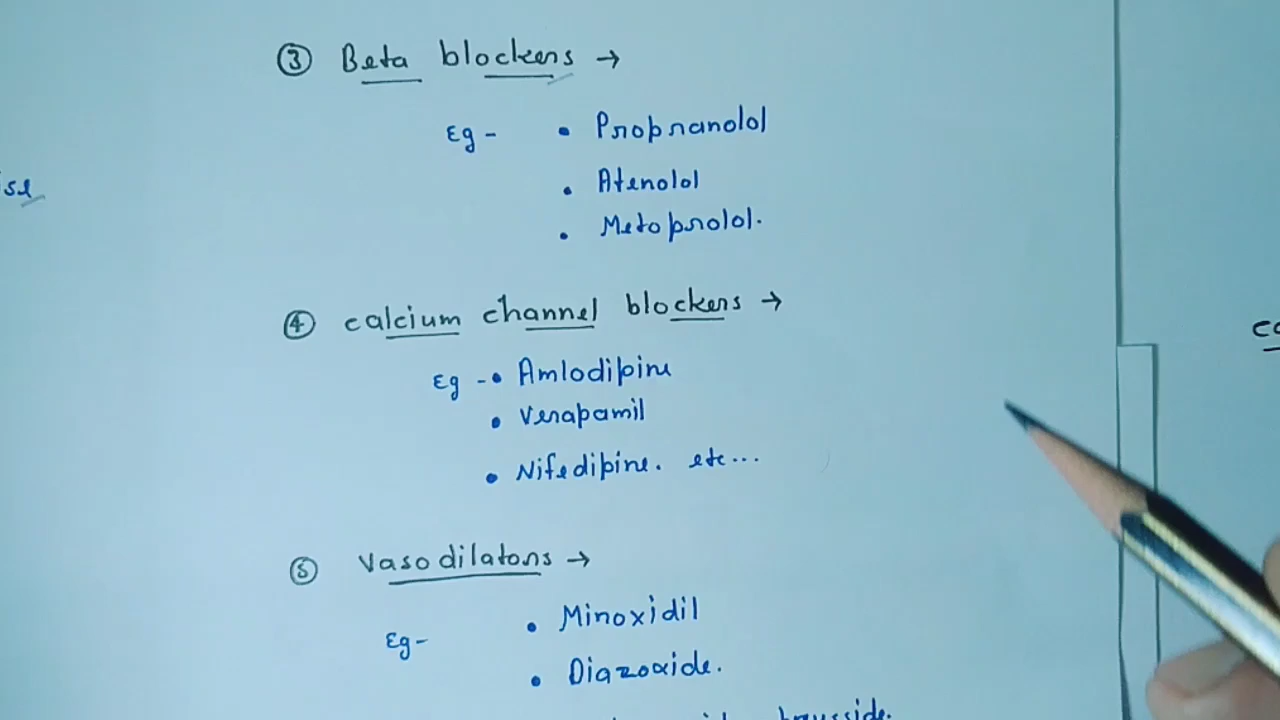 ③ Beta blockers →
Eg - • Propranolol
• Atenolol
• Metoprolol.
④ calcium channel blockers →
Eg - • Amlodipine
• Verapamil
• Nifedipine. etc...
⑤ Vasodilators →
Eg - • Minoxidil
• Diazoxide.